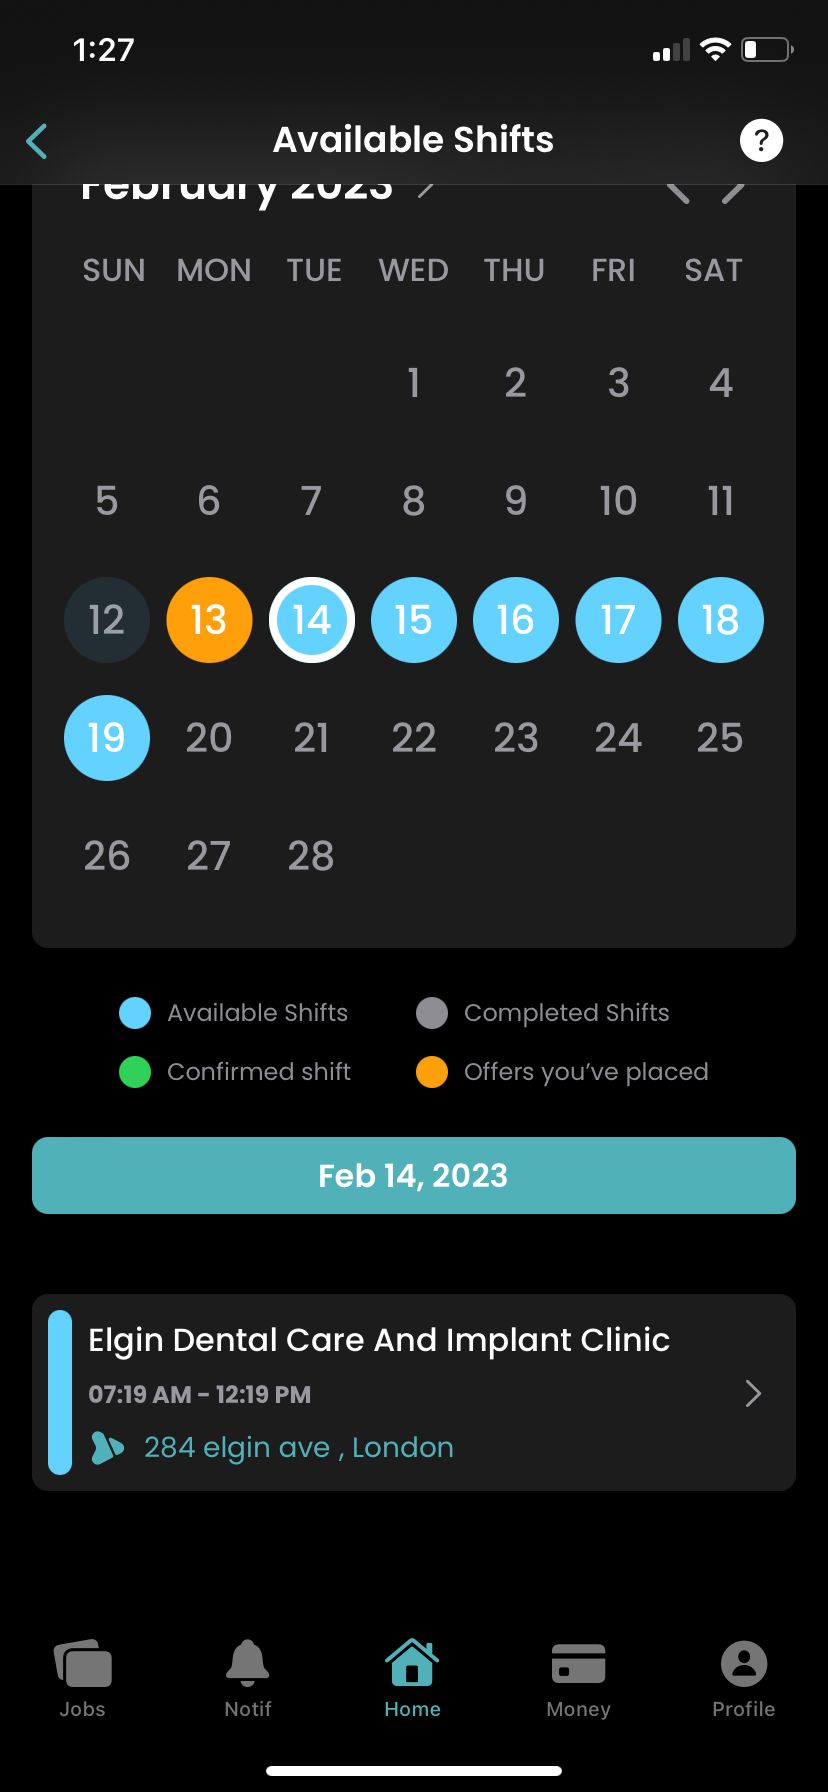 1:27
Available Shifts
?
February 2023
SUN MON TUE WED THU FRI SAT
1 2 3 4
5 6 7 8 9 10 11
12 13 14 15 16 17 18
19 20 21 22 23 24 25
26 27 28
Available Shifts Completed Shifts
Confirmed shift Offers you’ve placed
Feb 14, 2023
Elgin Dental Care And Implant Clinic
07:19 AM - 12:19 PM
284 elgin ave , London
Jobs Notif Home Money Profile